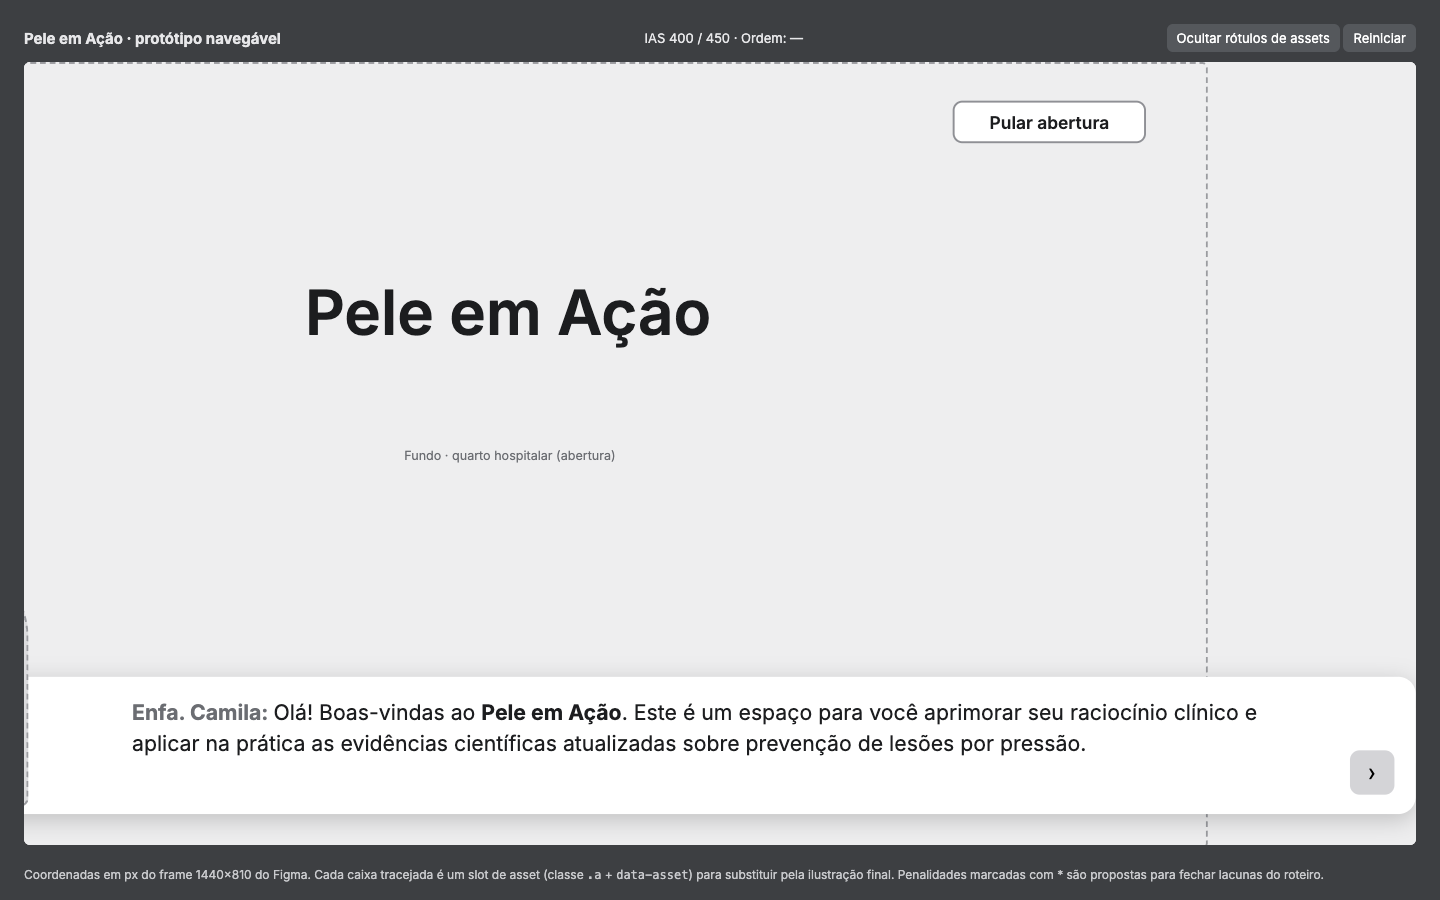 Pele em Ação · protótipo navegável
IAS 400 / 450 · Ordem: —
Ocultar rótulos de assets
Reiniciar
Pular abertura
Pele em Ação
Fundo · quarto hospitalar (abertura)
Enfa. Camila: Olá! Boas-vindas ao Pele em Ação. Este é um espaço para você aprimorar seu raciocínio clínico e
aplicar na prática as evidências científicas atualizadas sobre prevenção de lesões por pressão.
›
Coordenadas em px do frame 1440×810 do Figma. Cada caixa tracejada é um slot de asset (classe .a + data-asset) para substituir pela ilustração final. Penalidades marcadas com * são propostas para fechar lacunas do roteiro.